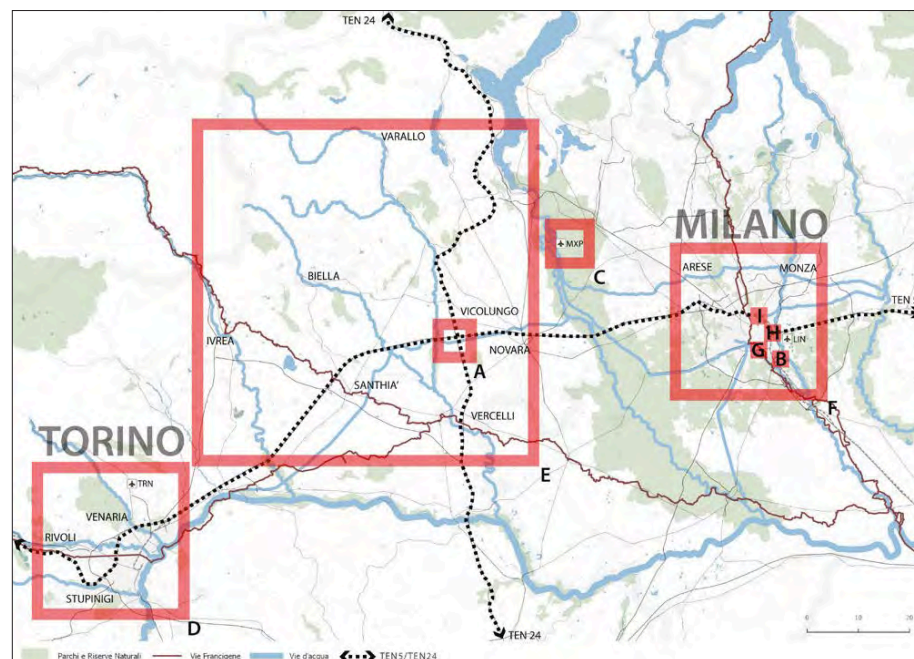 TEN 24
VARALLO
MXP
C
MILANO
ARESE
MONZA
TEN
BIELLA
VICOLUNGO
I
H
LIN
G
B
IVREA
NOVARA
A
SANTHIA'
VERCELLI
F
TORINO
E
TRN
VENARIA
RIVOLI
STUPINIGI
D
TEN 24
0
10
20
Parchi e Riserve Naturali
Vie Francigene
Vie d'acqua
TEN5/TEN24